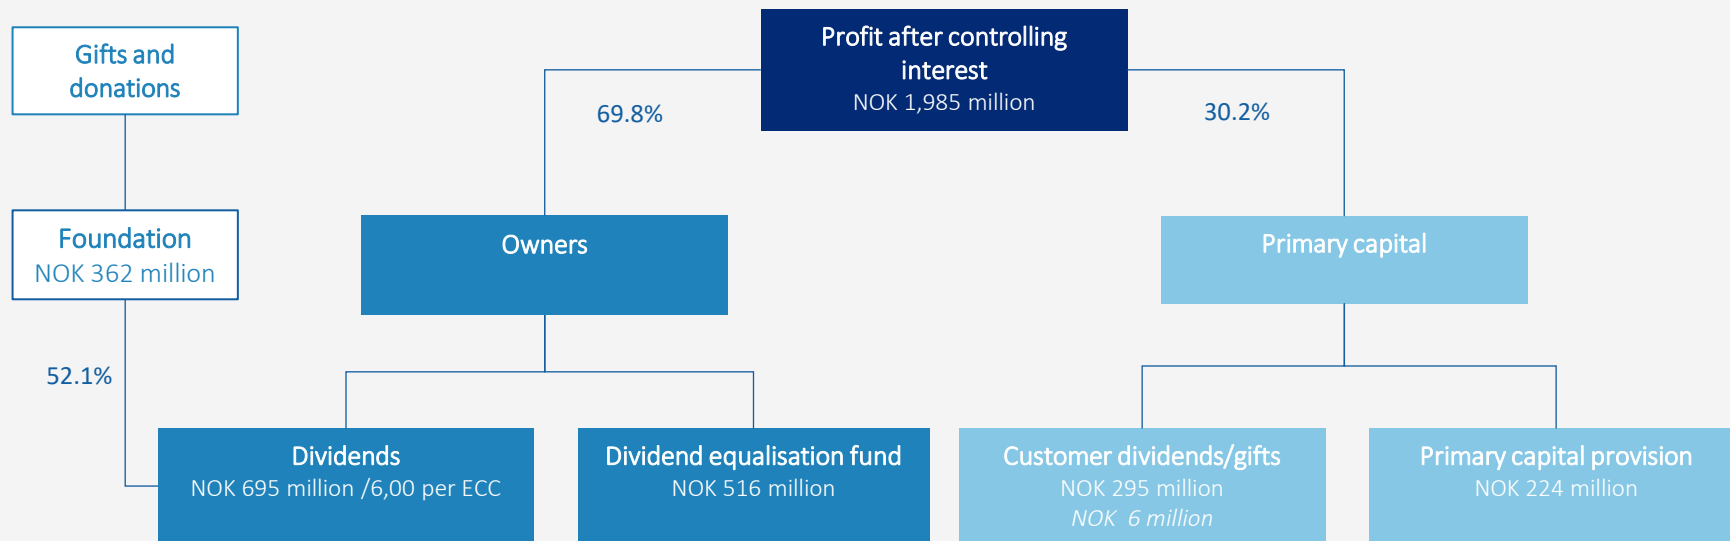 Gifts and
donations
Profit after controlling
interest
NOK 1,985 million
69.8%
30.2%
Foundation
NOK 362 million
Owners
Primary capital
52.1%
Dividends
NOK 695 million /6,00 per ECC
Dividend equalisation fund
NOK 516 million
Customer dividends/gifts
NOK 295 million
NOK  6 million
Primary capital provision
NOK 224 million